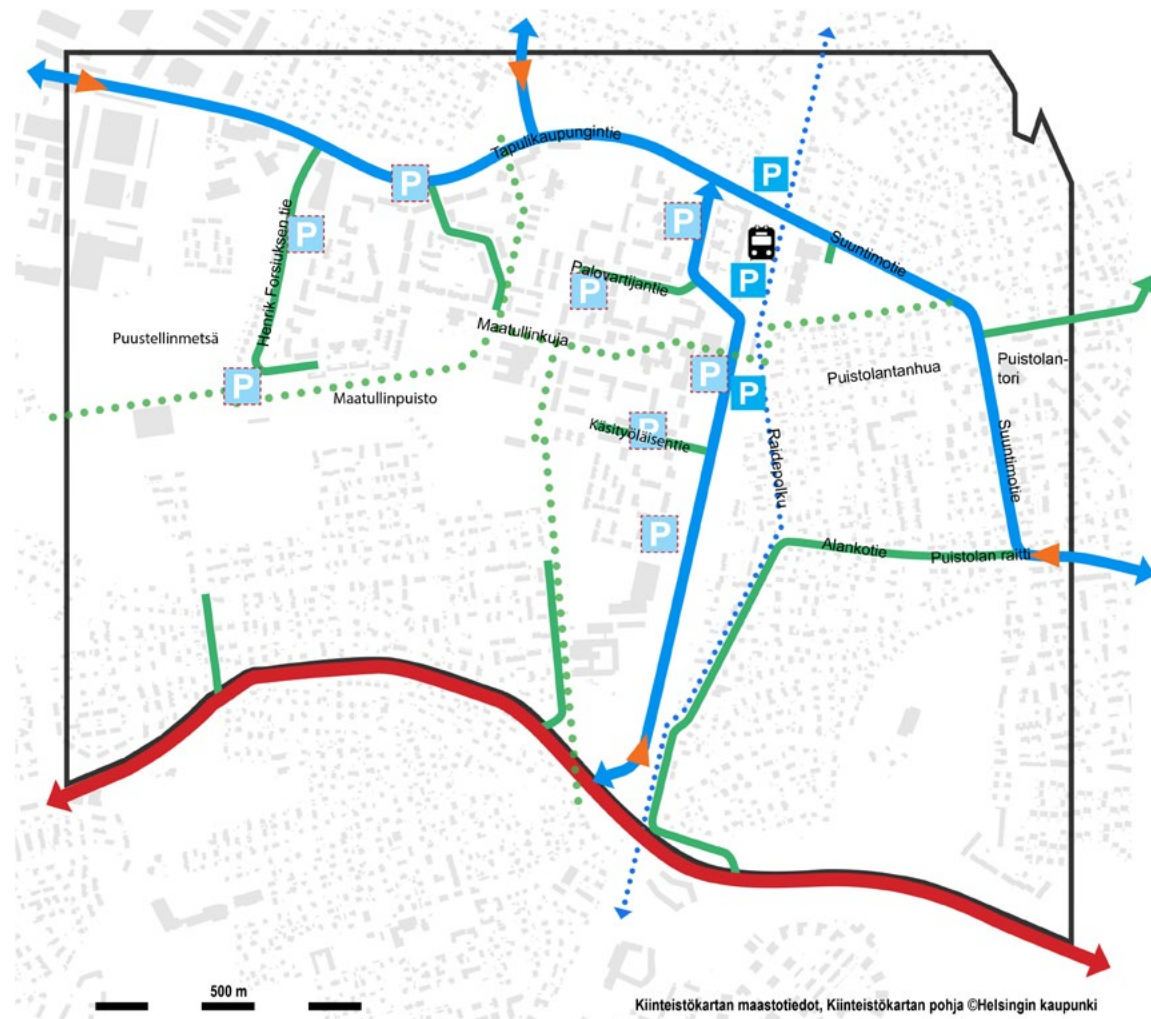 Tapulikaupungintie
P
P
P
P
Henrik Forsiuksen tie
Suuntimotie
P
Palovartijantie
P
Maatullinkuja
Puustellinmetsä
Puistolan-
tori
P
Puistolantanhua
P
P
Maatullinpuisto
P
Käsityöläisentie
Raidepolku
Suuntimotie
P
Alankotie
Puistolan raitti
500 m
Kiinteistökartan maastotiedot, Kiinteistökartan pohja ©Helsingin kaupunki